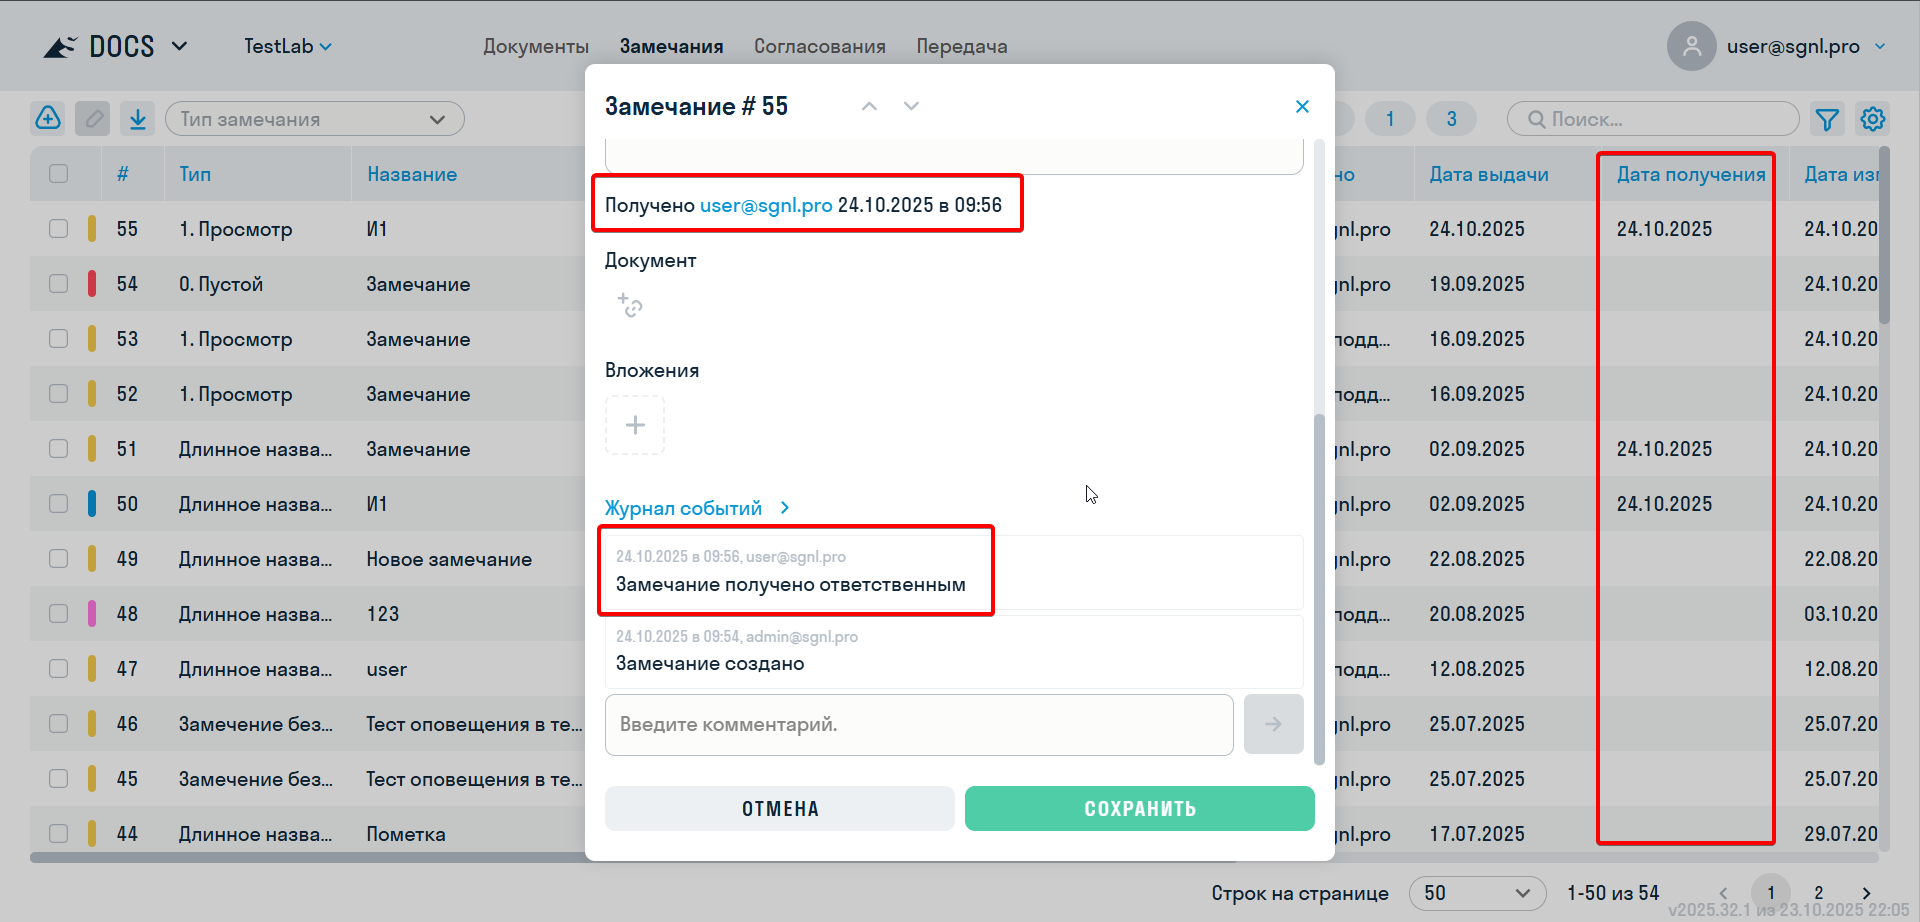 DOCS
TestLab
Документы Замечания Согласования Передача
user@sgnl.pro
Тип замечания
1 3
Поиск...
# Тип Название но Дата выдачи Дата получения Дата изм
55 1. Просмотр И1 gnl.pro 24.10.2025 24.10.2025 24.10.20
54 0. Пустой Замечание gnl.pro 19.09.2025 24.10.20
53 1. Просмотр Замечание подд... 16.09.2025 24.10.20
52 1. Просмотр Замечание подд... 16.09.2025 24.10.20
51 Длинное назва... Замечание gnl.pro 02.09.2025 24.10.2025 24.10.20
50 Длинное назва... И1 gnl.pro 02.09.2025 24.10.2025 24.10.20
49 Длинное назва... Новое замечание gnl.pro 22.08.2025 22.08.20
48 Длинное назва... 123 подд... 20.08.2025 03.10.20
47 Длинное назва... user подд... 12.08.2025 12.08.20
46 Замечение без... Тест оповещения в те... gnl.pro 25.07.2025 25.07.20
45 Замечение без... Тест оповещения в те... gnl.pro 25.07.2025 25.07.20
44 Длинное назва... Пометка gnl.pro 17.07.2025 29.07.20
Замечание # 55
Получено user@sgnl.pro 24.10.2025 в 09:56
Документ
Вложения
Журнал событий
24.10.2025 в 09:56, user@sgnl.pro
Замечание получено ответственным
24.10.2025 в 09:54, admin@sgnl.pro
Замечание создано
Введите комментарий.
ОТМЕНА СОХРАНИТЬ
Строк на странице 50 1-50 из 54 1 2
v2025.32.1 из 23.10.2025 22:05